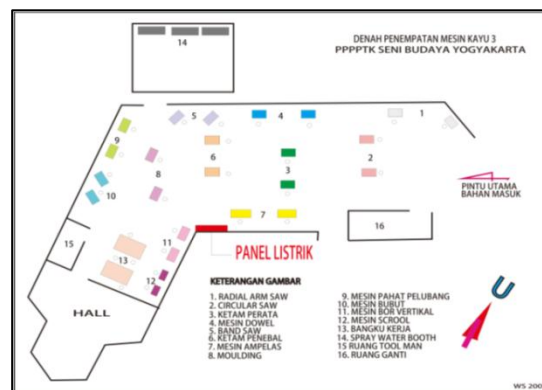 DENAH PENEMPATAN MESIN KAYU 3
PPPPTK SENI BUDAYA YOGYAKARTA
14
5
4
1
9
6
2
8
3
10
PINTU UTAMA
BAHAN MASUK
7
16
11
15
PANEL LISTRIK
13
12
HALL
KETERANGAN GAMBAR
1. RADIAL ARM SAW
2. CIRCULAR SAW
3. KETAM PERATA
4. MESIN DOWEL
5. BAND SAW
6. KETAM PENEBAL
7. MESIN AMPELAS
8. MOULDING
9. MESIN PAHAT PELUBANG
10. MESIN BUBUT
11. MESIN BOR VERTIKAL
12. MESIN SCROOL
13. BANGKU KERJA
14. SPRAY WATER BOOTH
15 RUANG TOOL MAN
16. RUANG GANTI
U
WS 200